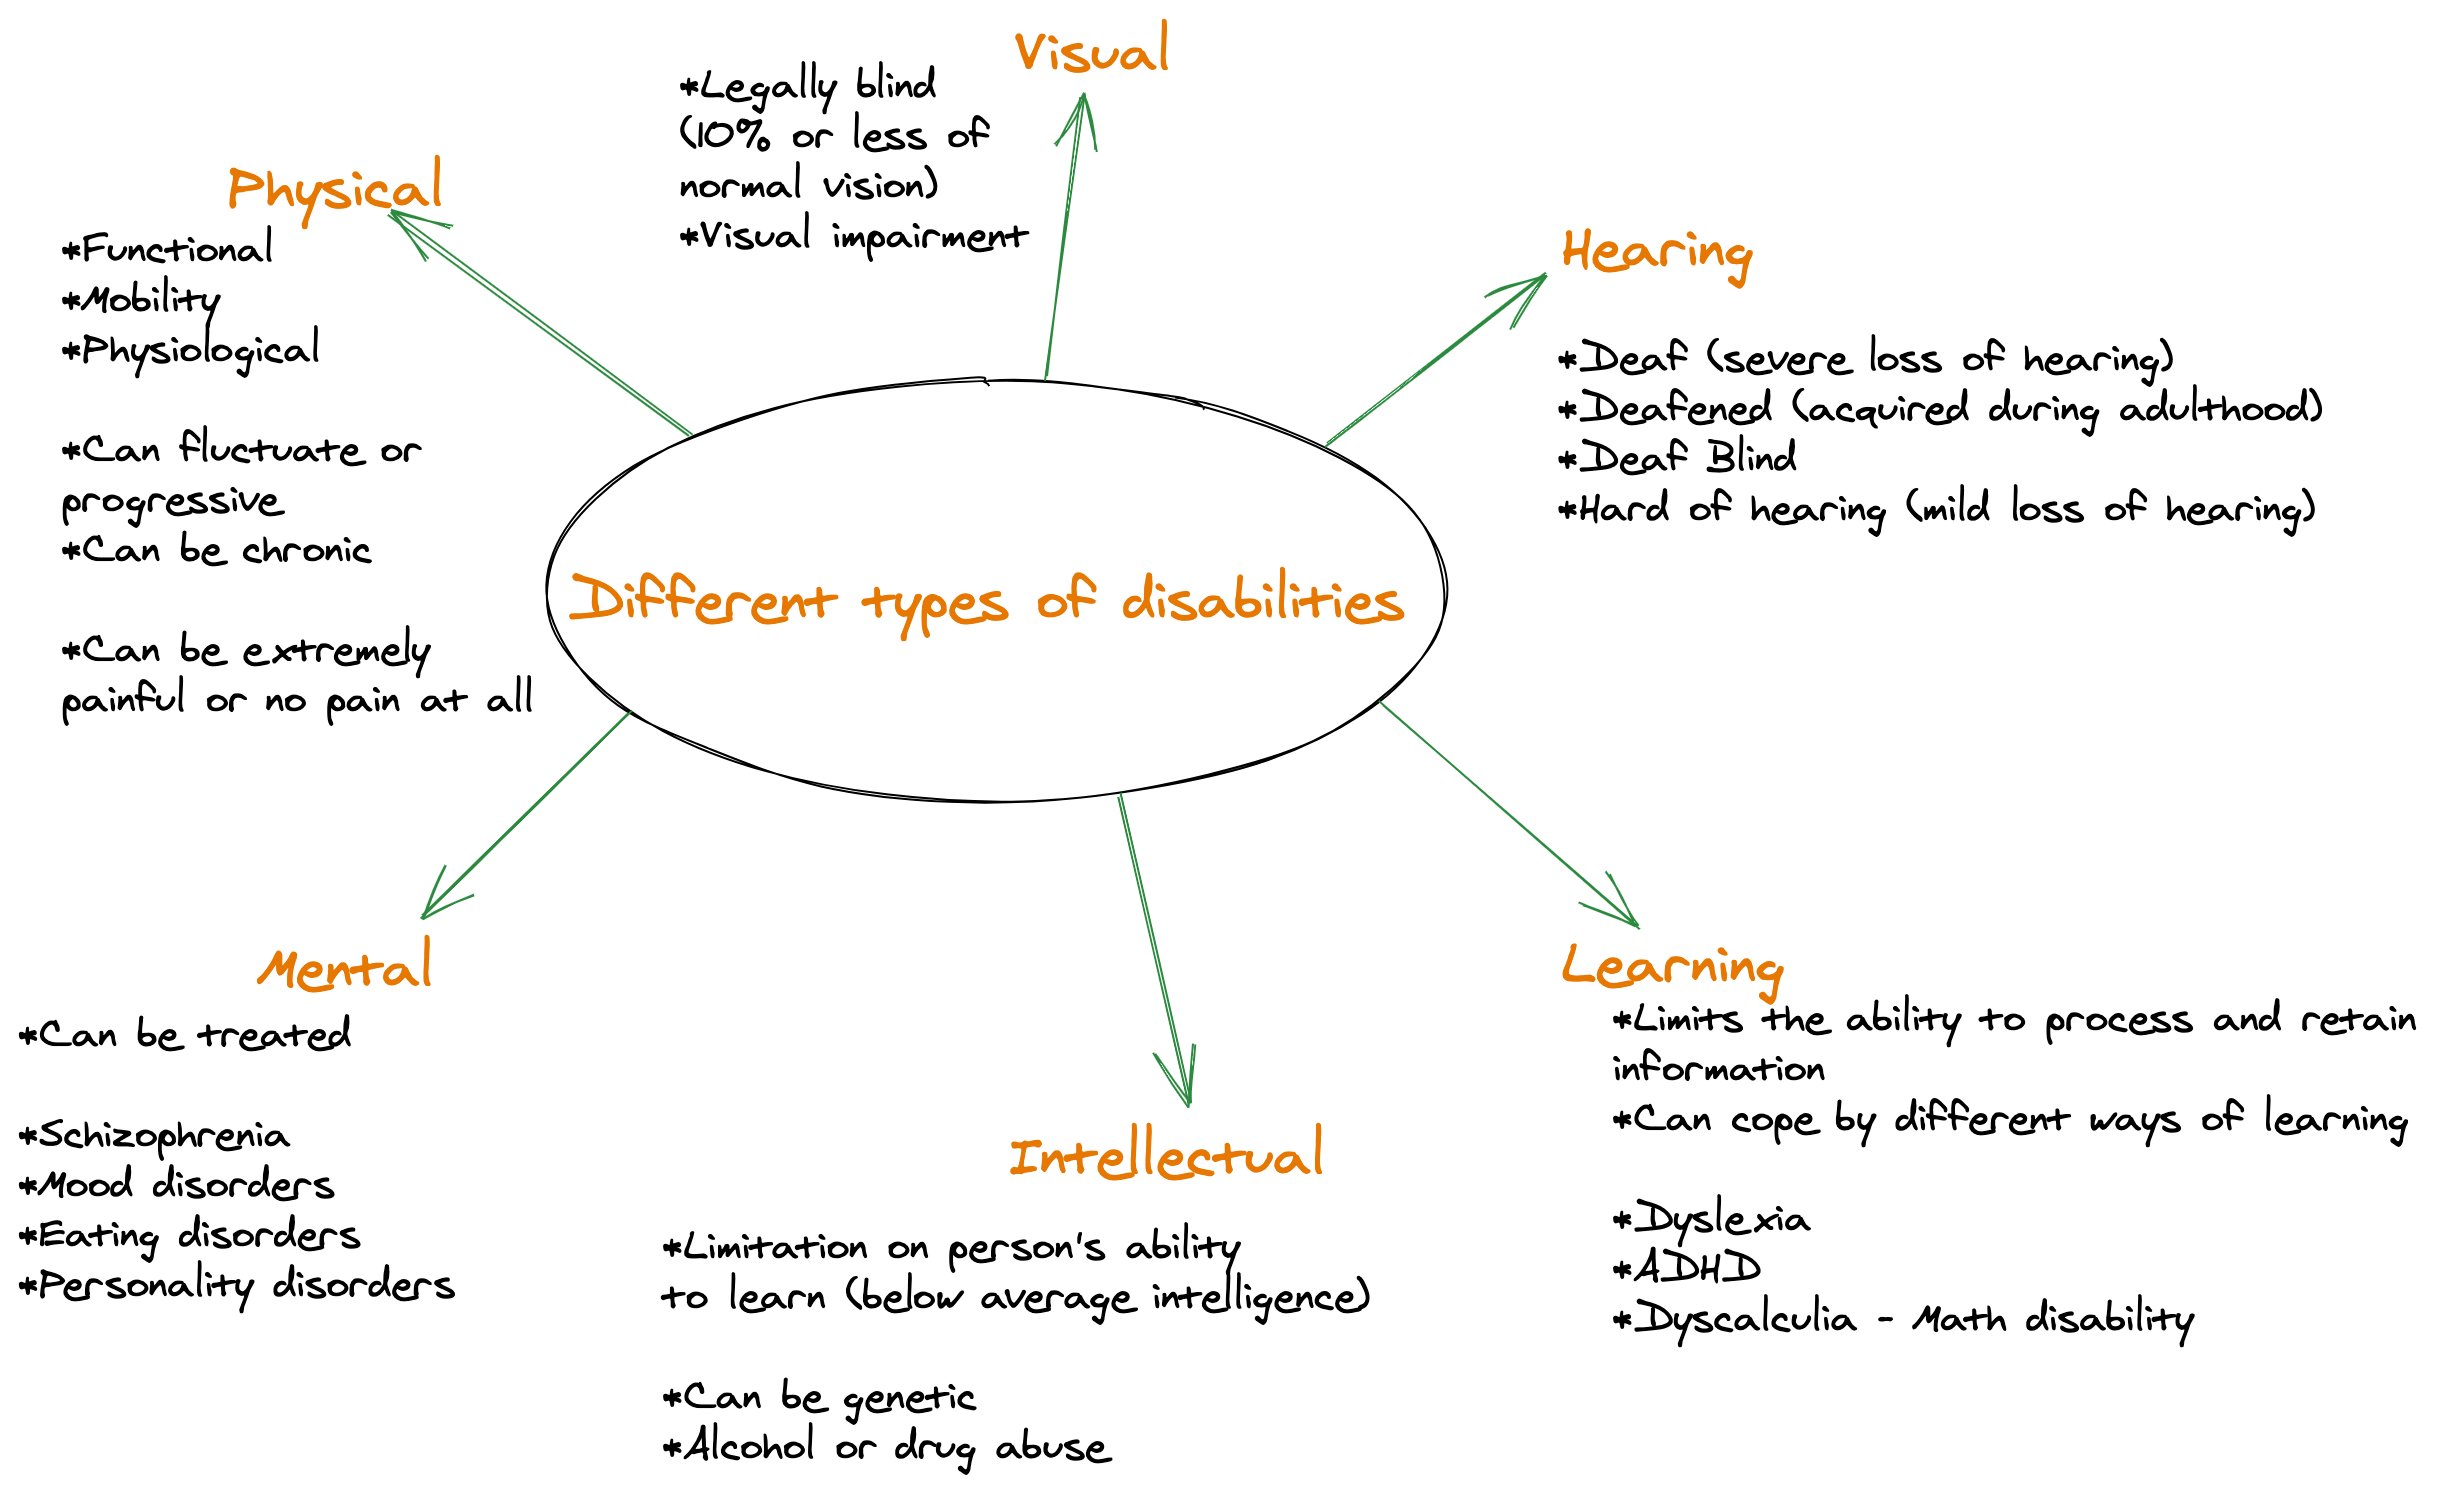 Visual
*Legally blind
(10% or less of
normal vision)
*Visual impairment
Physical
*Functional
*Mobility
*Physiological
*Can fluctuate or
progressive
*Can be chronic
*Can be extremely
painful or no pain at all
Hearing
*Deaf (severe loss of hearing)
*Deafened (acquired during adulthood)
*Deaf Blind
*Hard of hearing (mild loss of hearing)
Different types of disabilities
Mental
*Can be treated
*Schizophrenia
*Mood disorders
*Eating disorders
*Personality disorders
Intellectual
*Limitation on person's ability
to learn (below average intelligence)
*Can be genetic
*Alcohol or drug abuse
Learning
*Limits the ability to process and retain
information
*Can cope by different ways of learning
*Dyslexia
*ADHD
*Dyscalculia - Math disability